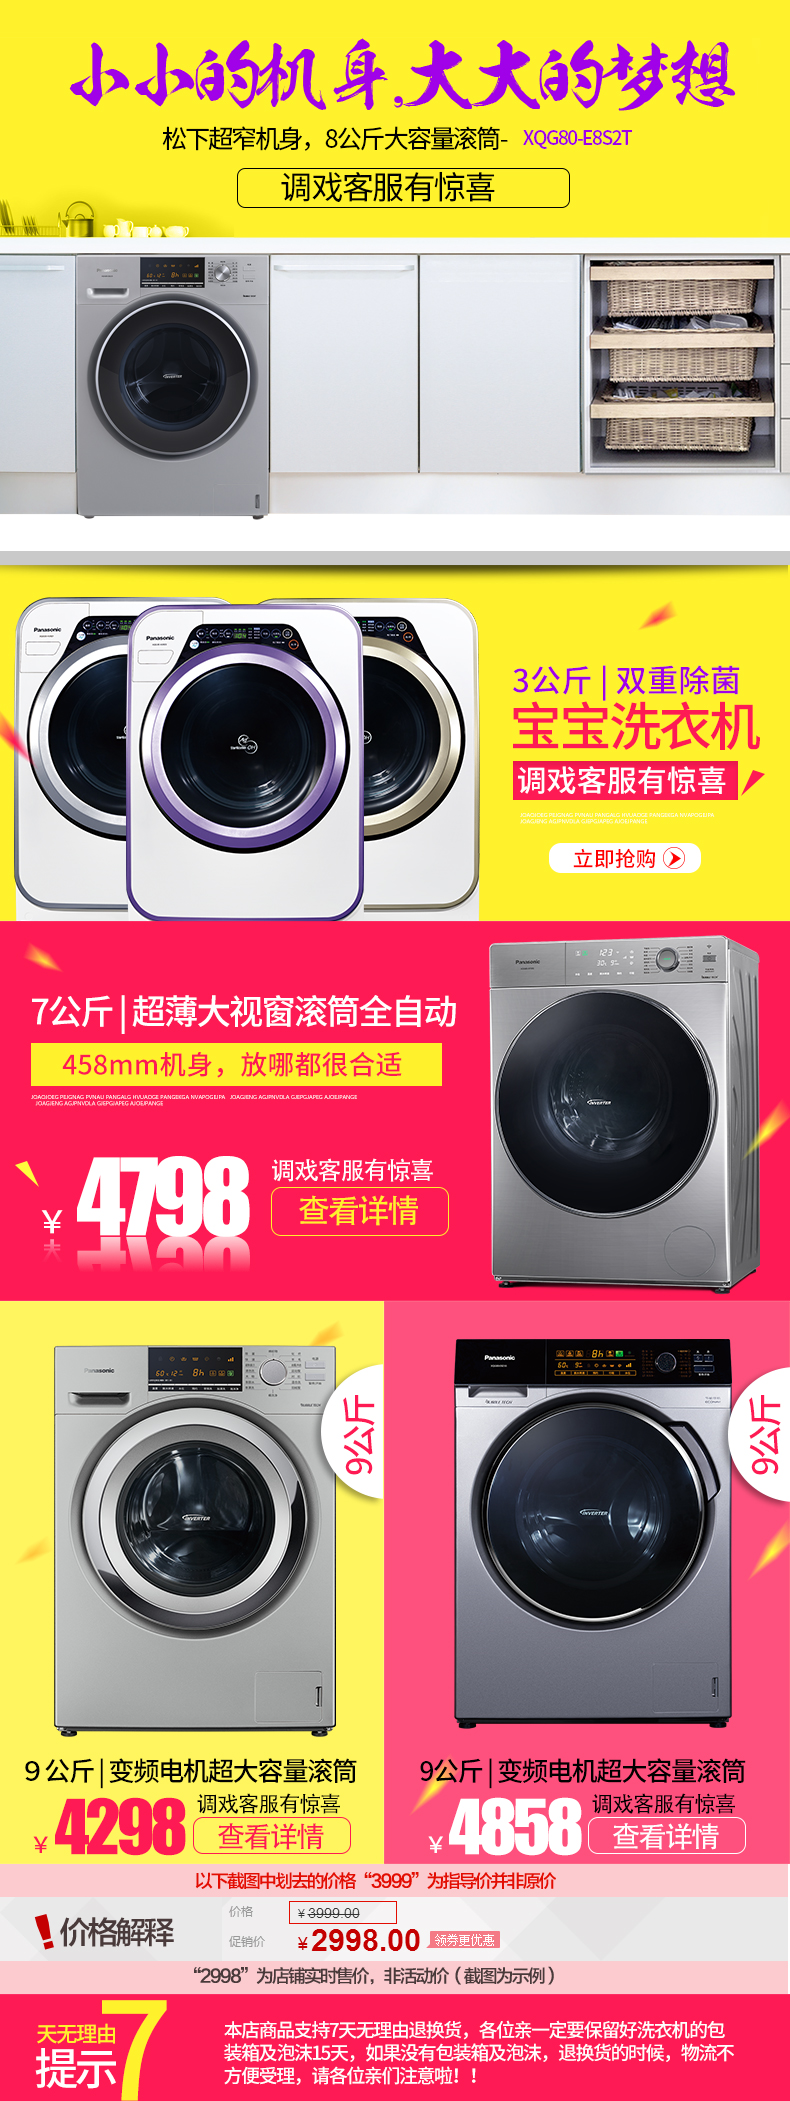 小小的机身,大大的梦想
松下超窄机身，8公斤大容量滚筒- XQG80-E8S2T
调戏客服有惊喜
INVERTER
Panasonic
Panasonic
3公斤 | 双重除菌
宝宝洗衣机
调戏客服有惊喜
立即抢购
Panasonic
7公斤 | 超薄大视窗滚筒全自动
458mm机身，放哪都很合适
INVERTER
¥ 4798
调戏客服有惊喜
查看详情
Panasonic
9公斤
INVERTER
Panasonic
9公斤
INVERTER
9公斤 | 变频电机超大容量滚筒
¥ 4298
调戏客服有惊喜
查看详情
9公斤 | 变频电机超大容量滚筒
¥ 4858
调戏客服有惊喜
查看详情
以下截图中划去的价格“3999”为指导价并非原价
! 价格解释
价格 ¥ 3999.00
促销价 ¥ 2998.00 领券更优惠
“2998”为店铺实时售价，非活动价（截图为示例）
天无理由
提示
7
本店商品支持7天无理由退换货，各位亲一定要保留好洗衣机的包
装箱及泡沫15天，如果没有包装箱及泡沫，退换货的时候，物流不
方便受理，请各位亲们注意啦！！